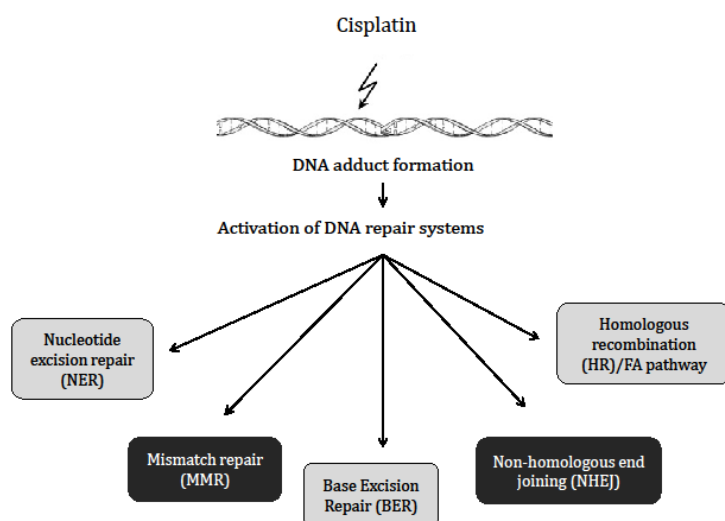 Cisplatin
DNA adduct formation
Activation of DNA repair systems
Nucleotide
excision repair
(NER)
Homologous
recombination
(HR)/FA pathway
Mismatch repair
(MMR)
Base Excision
Repair (BER)
Non-homologous end
joining (NHEJ)